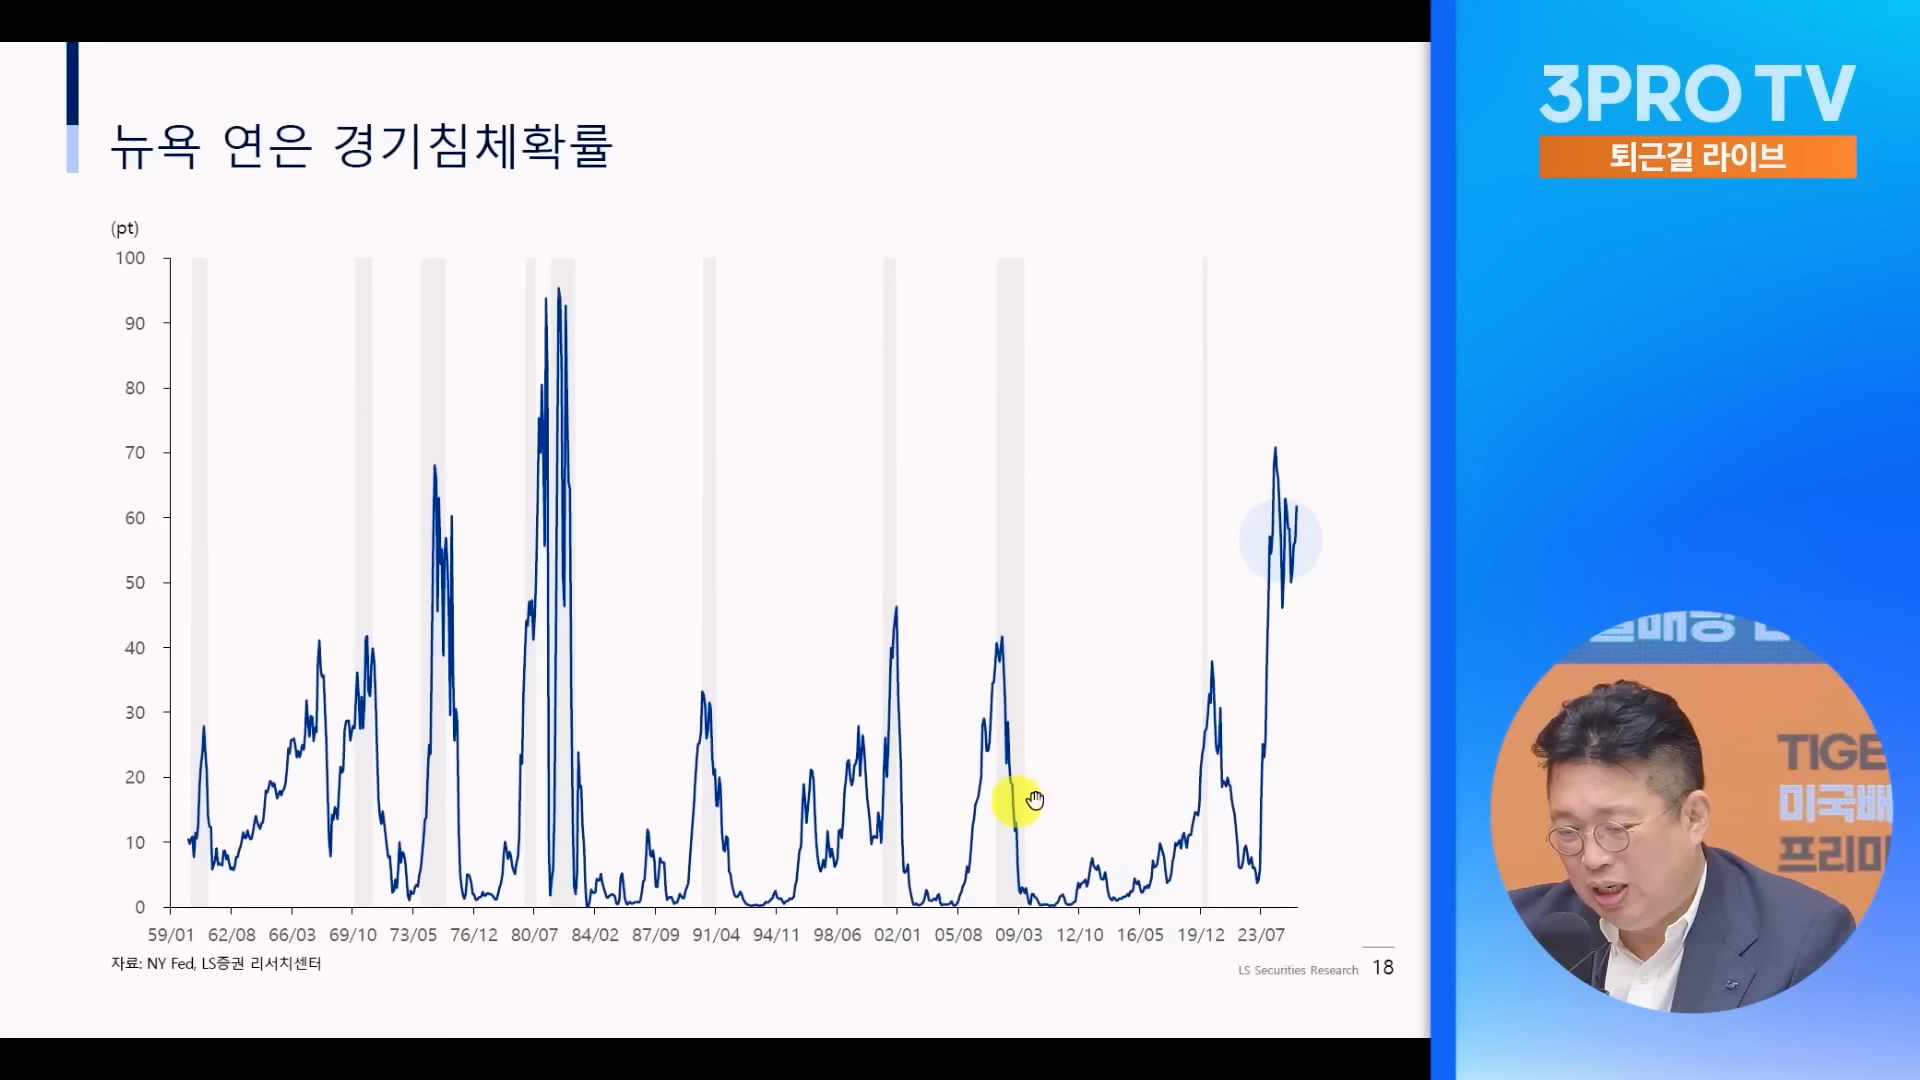 뉴욕 연은 경기침체확률
(pt)
100
90
80
70
60
50
40
30
20
10
0
59/01 62/08 66/03 69/10 73/05 76/12 80/07 84/02 87/09 91/04 94/11 98/06 02/01 05/08 09/03 12/10 16/05 19/12 23/07
자료: NY Fed, LS증권 리서치센터
LS Securities Research 18
3PRO TV
퇴근길 라이브
TIGE
미국배
프리미